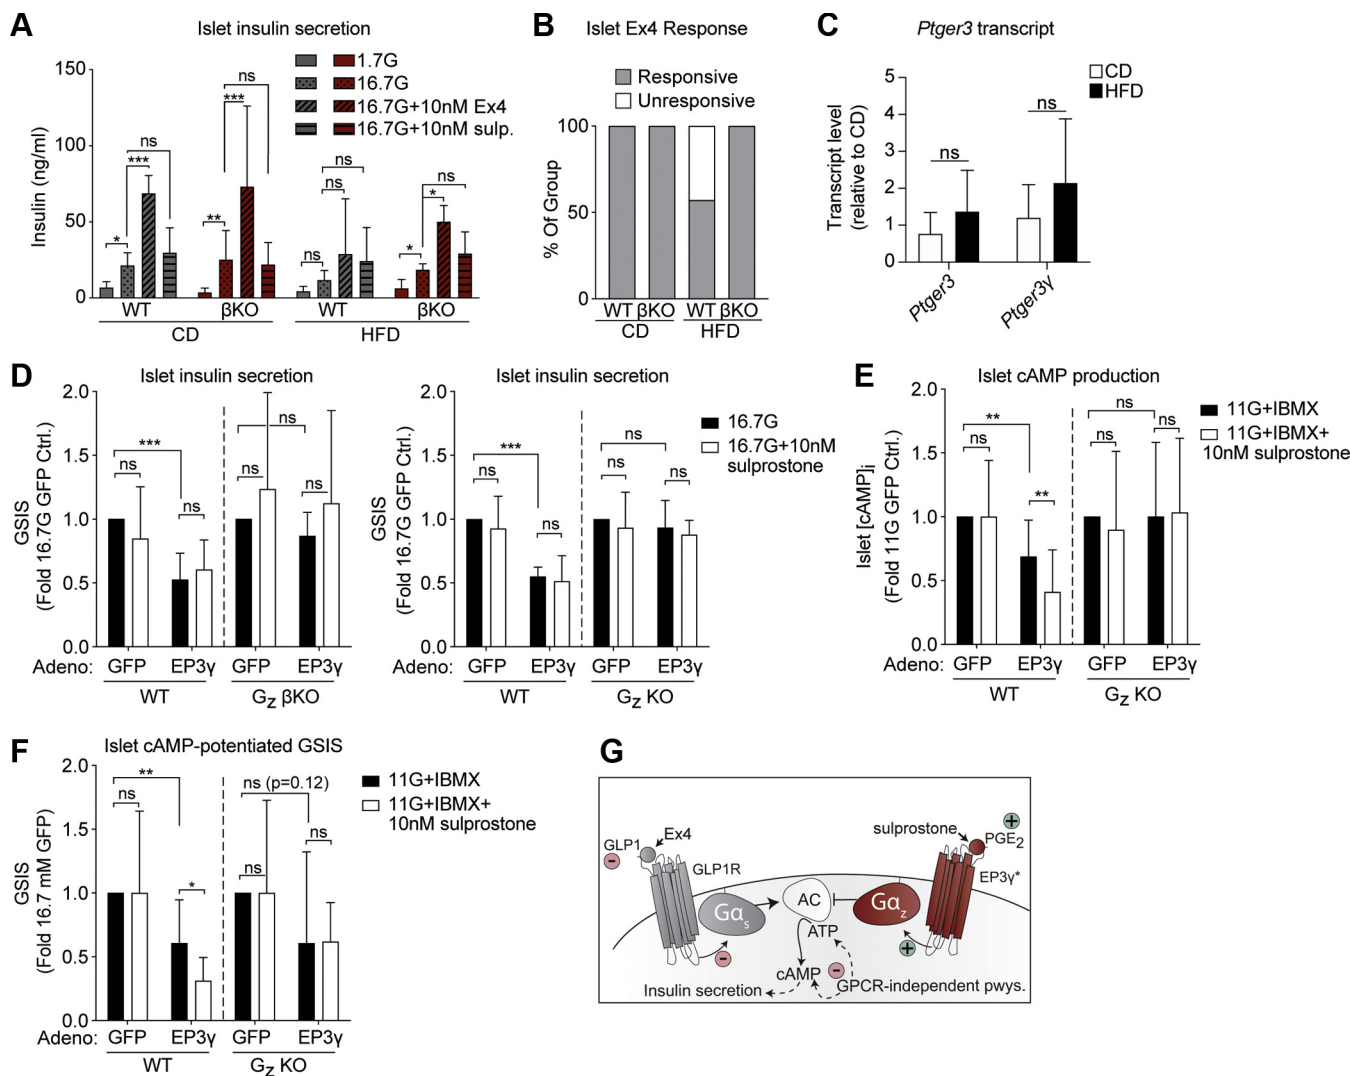 A
Islet insulin secretion
1.7G
16.7G
16.7G+10nM Ex4
16.7G+10nM sulp.
Insulin (ng/ml)
150
100
50
0
ns
***
*
ns
***
**
ns
ns
ns
ns
*
*
WT
βKO
WT
βKO
CD
HFD
B
Islet Ex4 Response
Responsive
Unresponsive
% Of Group
100
50
0
WT βKO WT βKO
CD
HFD
C
Ptger3 transcript
CD
HFD
Transcript level
(relative to CD)
5
4
3
2
1
0
ns
ns
Ptger3
Ptger3γ
D
Islet insulin secretion
GSIS
(Fold 16.7G GFP Ctrl.)
2.0
1.5
1.0
0.5
0.0
***
ns
ns
ns
ns
ns
Adeno: GFP EP3γ GFP EP3γ
WT
Gz βKO
Islet insulin secretion
16.7G
16.7G+10nM
sulprostone
GSIS
(Fold 16.7G GFP Ctrl.)
2.0
1.5
1.0
0.5
0.0
***
ns
ns
ns
ns
ns
GFP EP3γ GFP EP3γ
WT
Gz KO
E
Islet cAMP production
11G+IBMX
11G+IBMX+
10nM sulprostone
Islet [cAMP]i
(Fold 11G GFP Ctrl.)
2.0
1.5
1.0
0.5
0.0
**
ns
**
ns
ns
ns
Adeno: GFP EP3γ GFP EP3γ
WT
Gz KO
F
Islet cAMP-potentiated GSIS
11G+IBMX
11G+IBMX+
10nM sulprostone
GSIS
(Fold 16.7 mM GFP)
2.0
1.5
1.0
0.5
0.0
**
ns
*
ns (p=0.12)
ns
ns
Adeno: GFP EP3γ GFP EP3γ
WT
Gz KO
G
GLP1
Ex4
GLP1R
-
Gαs
-
AC
ATP
cAMP
-
Insulin secretion
GPCR-independent pwys.
sulprostone
+
PGE2
EP3γ*
Gαz
+